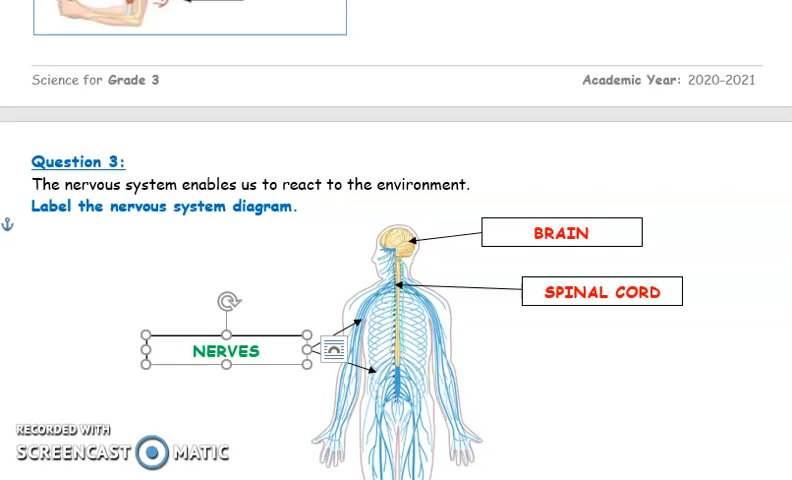 Science for Grade 3
Academic Year: 2020-2021
Question 3:
The nervous system enables us to react to the environment.
Label the nervous system diagram.
BRAIN
SPINAL CORD
NERVES
RECORDED WITH
SCREENCAST MATIC